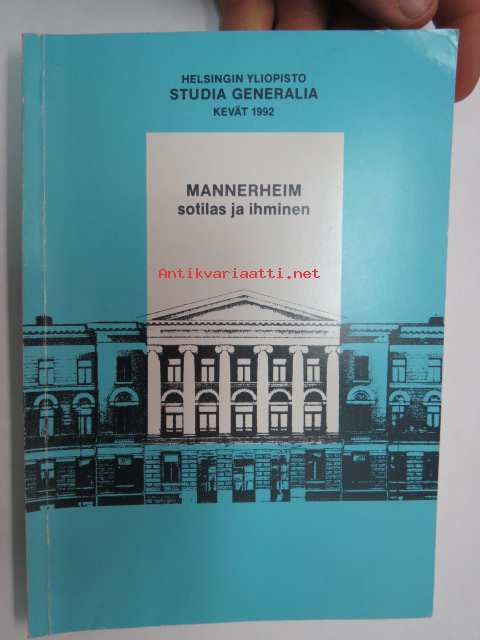 HELSINGIN YLIOPISTO
STUDIA GENERALIA
KEVÄT 1992
MANNERHEIM
sotilas ja ihminen
Antikvariaatti.net